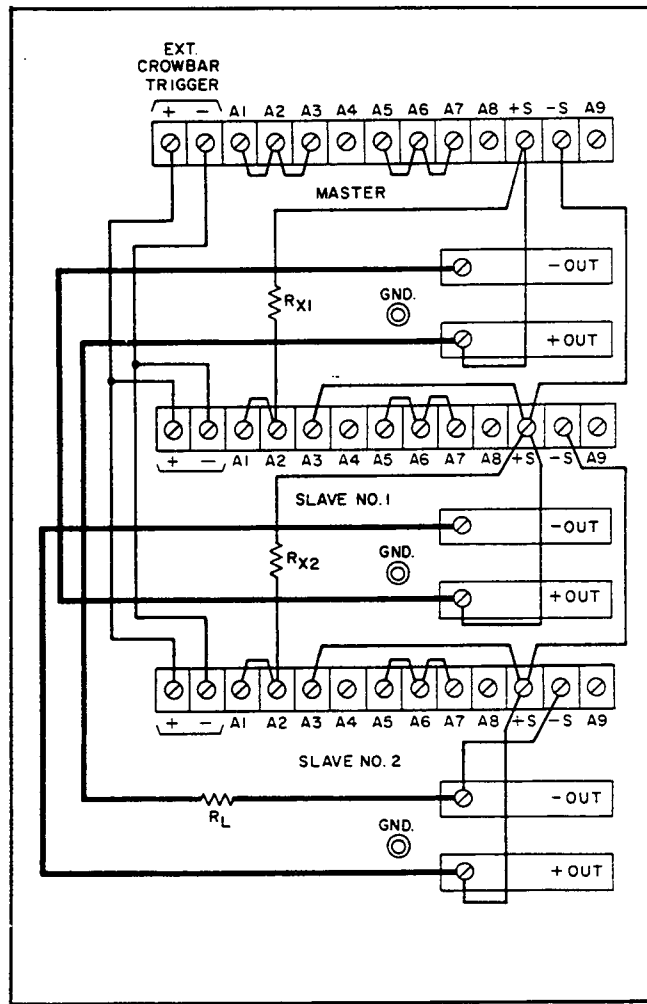 EXT.
CROWBAR
TRIGGER
+ − A1 A2 A3 A4 A5 A6 A7 A8 +S −S A9
MASTER
−OUT
RX1
GND.
+OUT
+ − A1 A2 A3 A4 A5 A6 A7 A8 +S −S A9
SLAVE NO.1
−OUT
RX2
GND.
+OUT
+ − A1 A2 A3 A4 A5 A6 A7 A8 +S −S A9
SLAVE NO. 2
−OUT
RL
GND.
+OUT